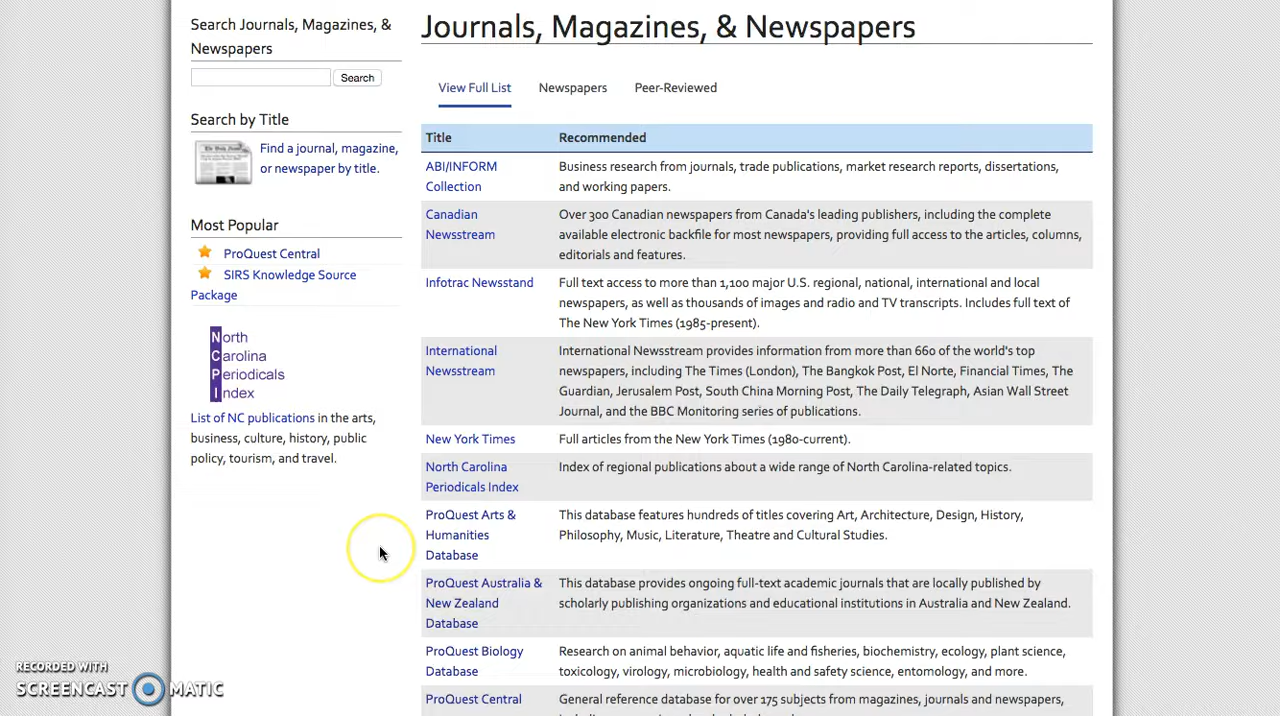 Search Journals, Magazines, &
Newspapers
Search
Search by Title
Find a journal, magazine,
or newspaper by title.
Most Popular
ProQuest Central
SIRS Knowledge Source
Package
North
Carolina
Periodicals
Index
List of NC publications in the arts,
business, culture, history, public
policy, tourism, and travel.
Journals, Magazines, & Newspapers
View Full List Newspapers Peer-Reviewed
Title Recommended
ABI/INFORM Business research from journals, trade publications, market research reports, dissertations,
Collection and working papers.
Canadian Over 300 Canadian newspapers from Canada's leading publishers, including the complete
Newsstream available electronic backfile for most newspapers, providing full access to the articles, columns,
editorials and features.
Infotrac Newsstand Full text access to more than 1,100 major U.S. regional, national, international and local
newspapers, as well as thousands of images and radio and TV transcripts. Includes full text of
The New York Times (1985-present).
International International Newsstream provides information from more than 660 of the world's top
Newsstream newspapers, including The Times (London), The Bangkok Post, El Norte, Financial Times, The
Guardian, Jerusalem Post, South China Morning Post, The Daily Telegraph, Asian Wall Street
Journal, and the BBC Monitoring series of publications.
New York Times Full articles from the New York Times (1980-current).
North Carolina Index of regional publications about a wide range of North Carolina-related topics.
Periodicals Index
ProQuest Arts & This database features hundreds of titles covering Art, Architecture, Design, History,
Humanities Philosophy, Music, Literature, Theatre and Cultural Studies.
Database
ProQuest Australia & This database provides ongoing full-text academic journals that are locally published by
New Zealand scholarly publishing organizations and educational institutions in Australia and New Zealand.
Database
ProQuest Biology Research on animal behavior, aquatic life and fisheries, biochemistry, ecology, plant science,
Database toxicology, virology, microbiology, health and safety science, entomology, and more.
ProQuest Central General reference database for over 175 subjects from magazines, journals and newspapers,
RECORDED WITH
SCREENCAST MATIC